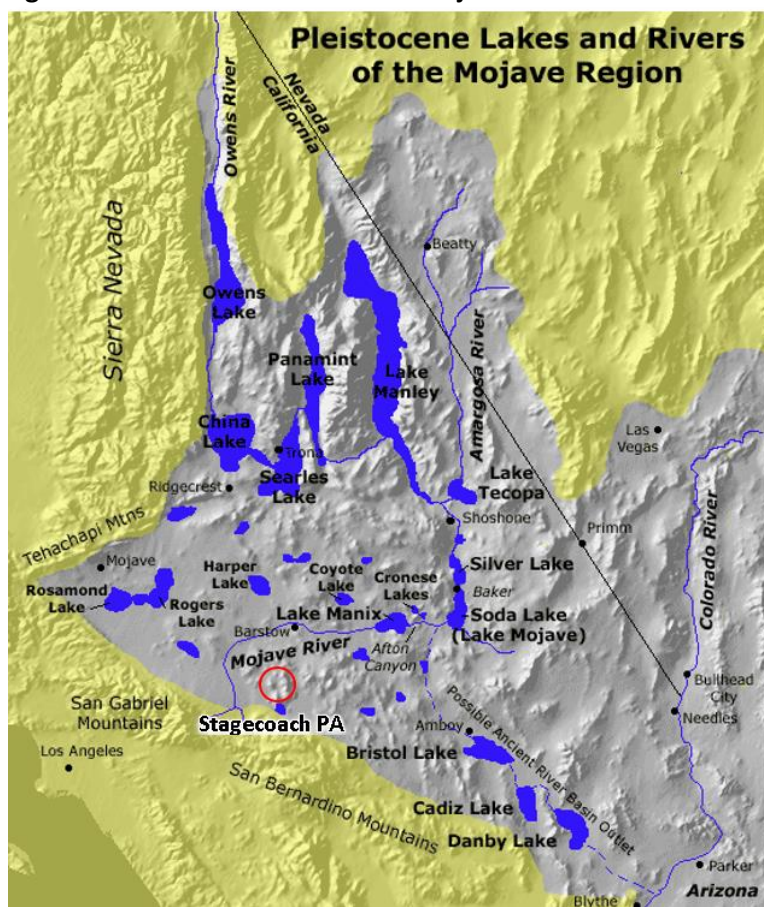 Pleistocene Lakes and Rivers
of the Mojave Region
Nevada
California
Owens River
Sierra Nevada
Beatty
Owens
Lake
Panamint
Lake
Lake
Manley
Amargosa River
Las
Vegas
China
Lake
Trona
Searles
Lake
Ridgecrest
Lake
Tecopa
Shoshone
Primm
Colorado River
Tehachapi Mtns
Mojave
Rosamond
Lake
Rogers
Lake
Harper
Lake
Coyote
Lake
Cronese
Lakes
Silver Lake
Baker
Lake Manix
Soda Lake
(Lake Mojave)
Barstow
Afton
Canyon
Mojave River
Bullhead
City
Needles
San Gabriel
Mountains
Stagecoach PA
Los Angeles
Amboy
Possible Ancient River Basin Outlet
Bristol Lake
San Bernardino Mountains
Cadiz Lake
Danby Lake
Parker
Arizona
Blythe